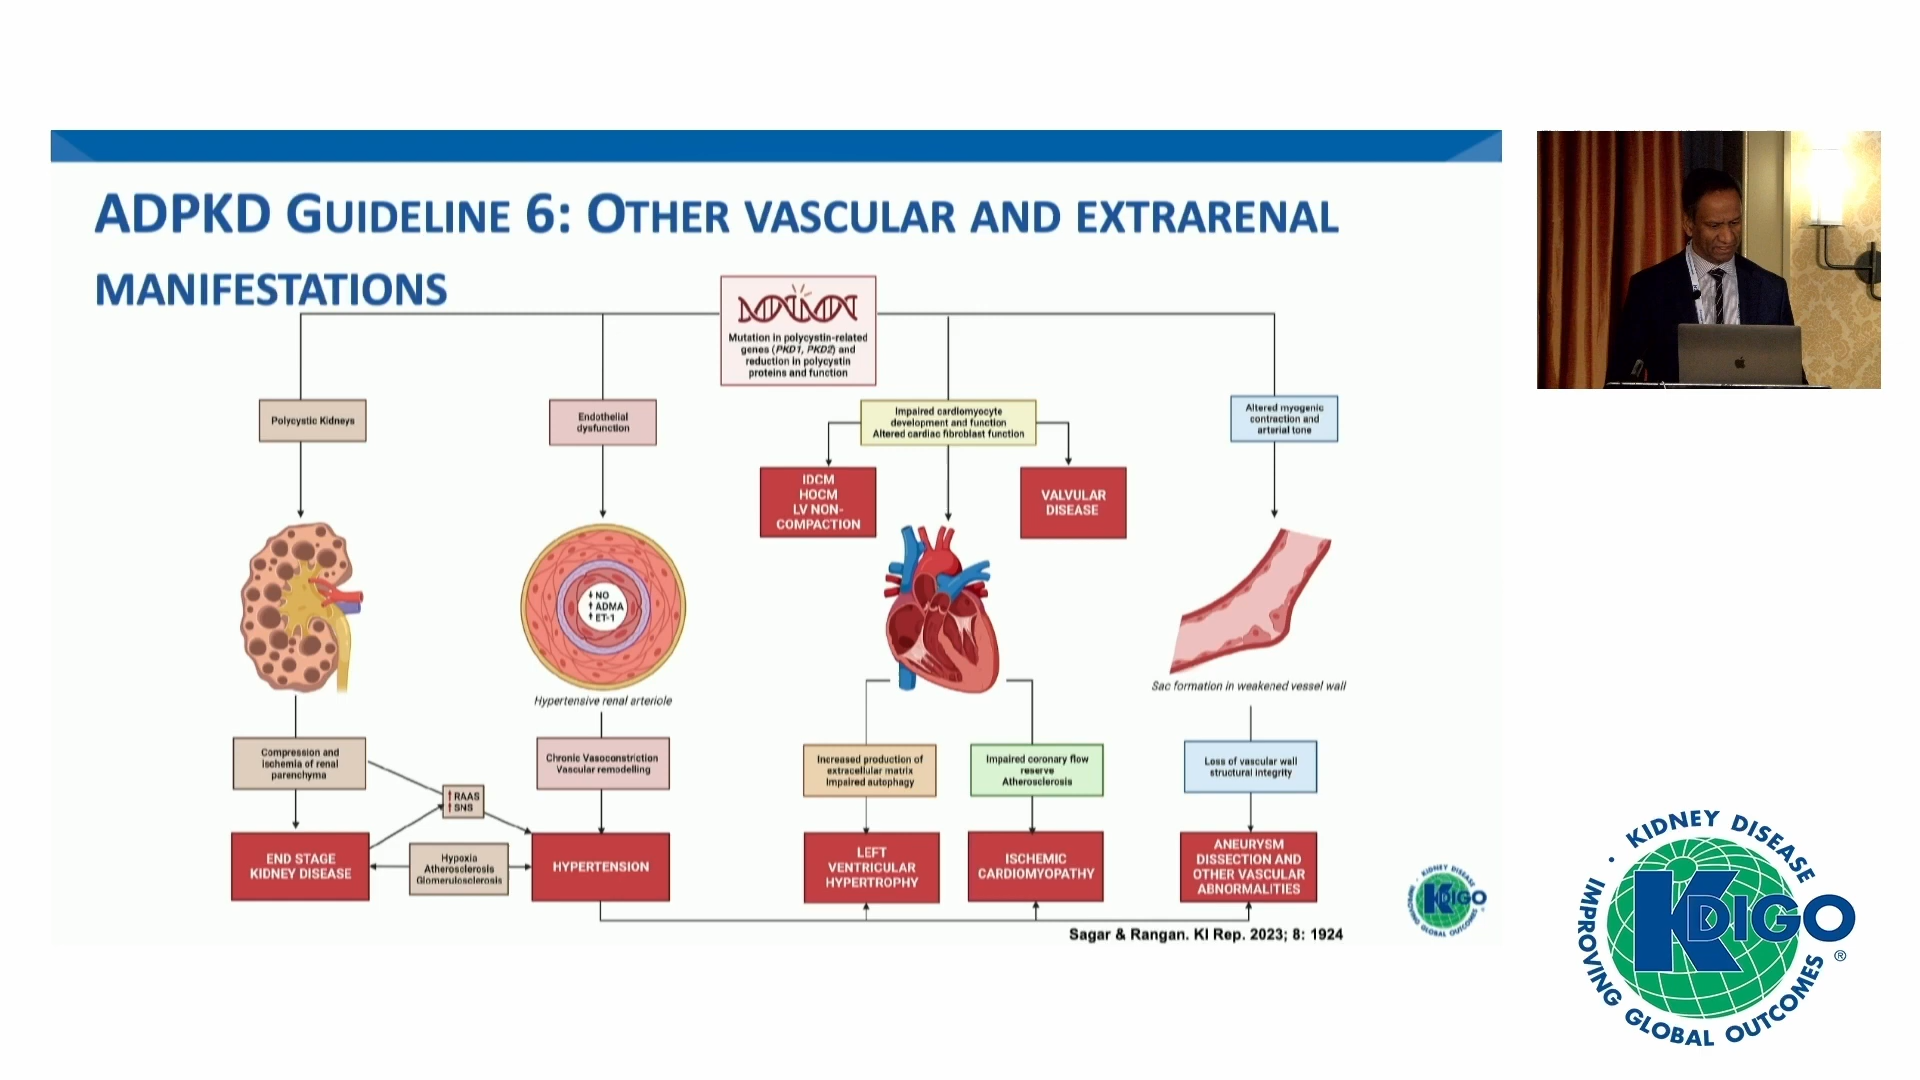 ADPKD GUIDELINE 6: OTHER VASCULAR AND EXTRARENAL
MANIFESTATIONS
Mutation in polycystin-related
genes (PKD1, PKD2) and
reduction in polycystin
proteins and function
Polycystic Kidneys
Endothelial
dysfunction
Impaired cardiomyocyte
development and function
Altered cardiac fibroblast function
Altered myogenic
contraction and
arterial tone
IDCM
HOCM
LV NON-
COMPACTION
VALVULAR
DISEASE
↓ NO
↑ ADMA
↑ ET-1
Hypertensive renal arteriole
Sac formation in weakened vessel wall
Compression and
ischemia of renal
parenchyma
Chronic Vasoconstriction
Vascular remodelling
Increased production of
extracellular matrix
Impaired autophagy
Impaired coronary flow
reserve
Atherosclerosis
Loss of vascular wall
structural integrity
↑ RAAS
↑ SNS
END STAGE
KIDNEY DISEASE
Hypoxia
Atherosclerosis
Glomerulosclerosis
HYPERTENSION
LEFT
VENTRICULAR
HYPERTROPHY
ISCHEMIC
CARDIOMYOPATHY
ANEURYSM
DISSECTION AND
OTHER VASCULAR
ABNORMALITIES
Sagar & Rangan. KI Rep. 2023; 8: 1924
· KIDNEY DISEASE
KDIGO
IMPROVING GLOBAL OUTCOMES
· KIDNEY DISEASE
KDIGO
®
IMPROVING GLOBAL OUTCOMES